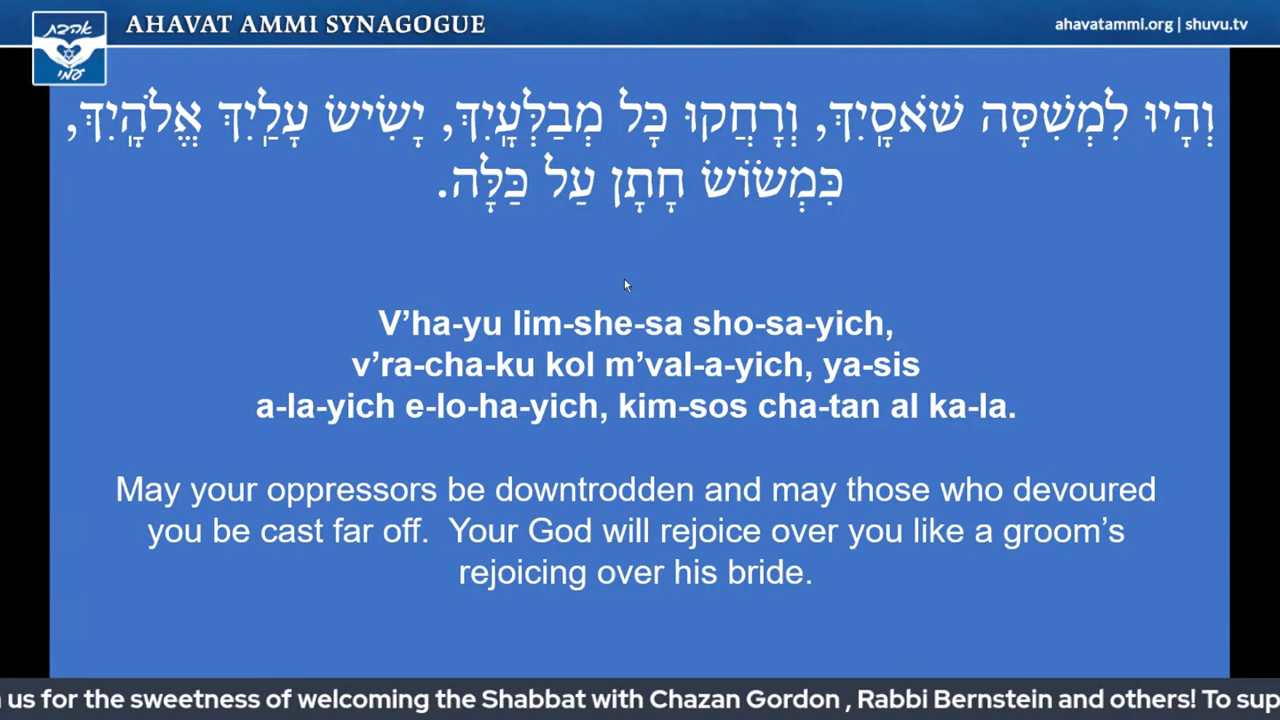 אהבת
עמי
AHAVAT AMMI SYNAGOGUE
ahavatammi.org | shuvu.tv
וְהָיוּ לִמְשִׁסָּה שֹׁאסָֽיִךְ, וְרָחֲקוּ כָּל מְבַלְּעָֽיִךְ, יָשִׂישׂ עָלַֽיִךְ אֱלֹהָֽיִךְ,
כִּמְשׂוֹשׂ חָתָן עַל כַּלָּה.
V’ha-yu lim-she-sa sho-sa-yich,
v’ra-cha-ku kol m’val-a-yich, ya-sis
a-la-yich e-lo-ha-yich, kim-sos cha-tan al ka-la.
May your oppressors be downtrodden and may those who devoured
you be cast far off.  Your God will rejoice over you like a groom’s
rejoicing over his bride.
us for the sweetness of welcoming the Shabbat with Chazan Gordon , Rabbi Bernstein and others! To